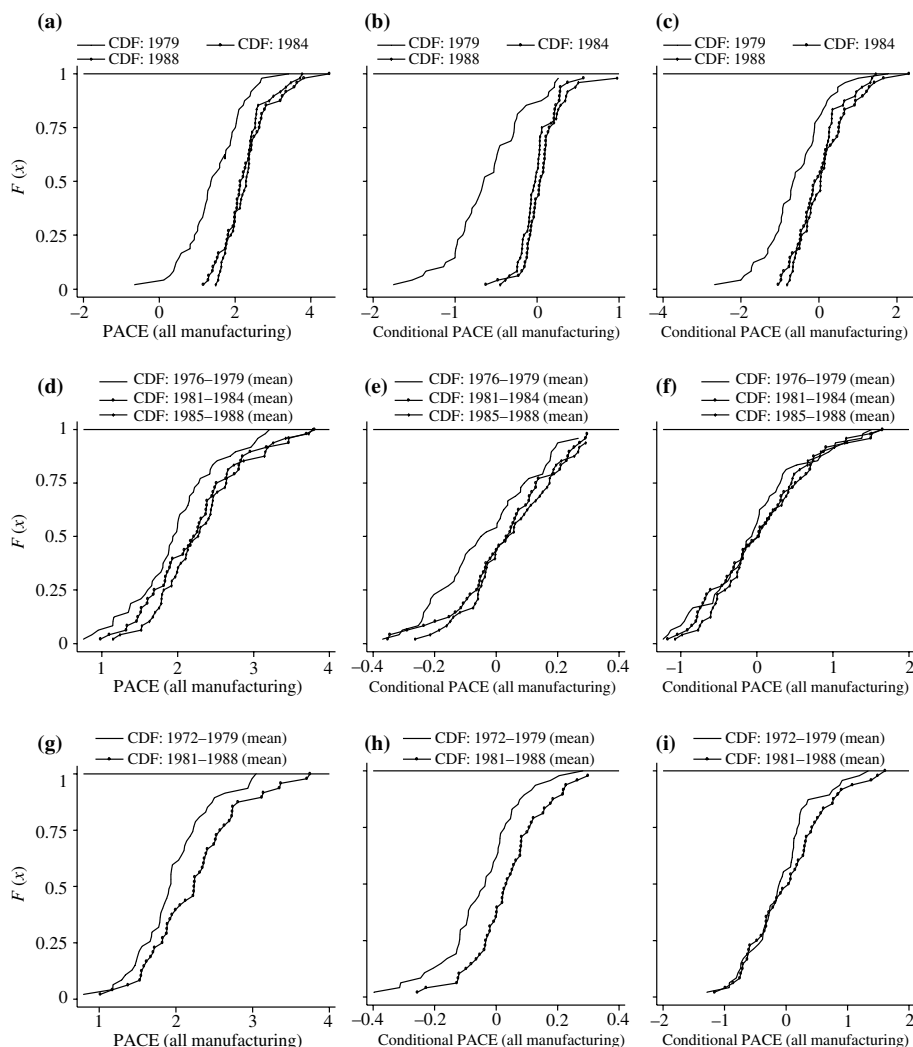 (a)
CDF: 1979
CDF: 1984
CDF: 1988
1
0.75
0.5
0.25
0
F (x)
−2
0
2
4
PACE (all manufacturing)
(b)
CDF: 1979
CDF: 1984
CDF: 1988
−2
−1
0
1
Conditional PACE (all manufacturing)
(c)
CDF: 1979
CDF: 1984
CDF: 1988
−4
−2
0
2
Conditional PACE (all manufacturing)
(d)
CDF: 1976–1979 (mean)
CDF: 1981–1984 (mean)
CDF: 1985–1988 (mean)
1
0.75
0.5
0.25
0
F (x)
1
2
3
4
PACE (all manufacturing)
(e)
CDF: 1976–1979 (mean)
CDF: 1981–1984 (mean)
CDF: 1985–1988 (mean)
−0.4
−0.2
0
0.2
0.4
Conditional PACE (all manufacturing)
(f)
CDF: 1976–1979 (mean)
CDF: 1981–1984 (mean)
CDF: 1985–1988 (mean)
−1
0
1
2
Conditional PACE (all manufacturing)
(g)
CDF: 1972–1979 (mean)
CDF: 1981–1988 (mean)
1
0.75
0.5
0.25
0
F (x)
1
2
3
4
PACE (all manufacturing)
(h)
CDF: 1972–1979 (mean)
CDF: 1981–1988 (mean)
−0.4
−0.2
0
0.2
0.4
Conditional PACE (all manufacturing)
(i)
CDF: 1972–1979 (mean)
CDF: 1981–1988 (mean)
−2
−1
0
1
2
Conditional PACE (all manufacturing)